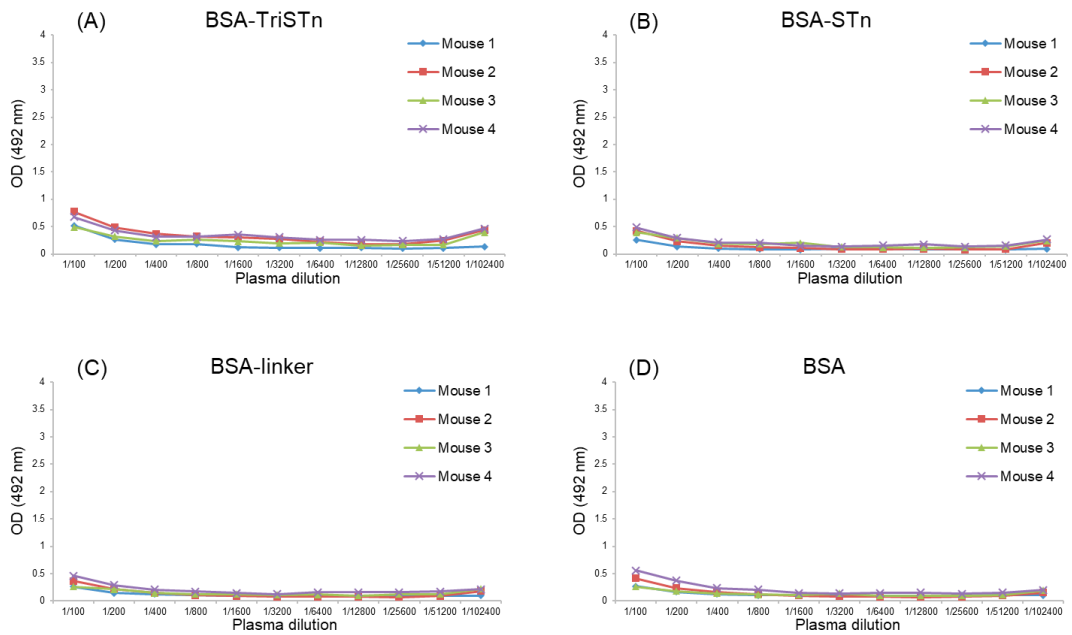 (A) BSA-TriSTn
4
3.5
3
2.5
2
1.5
1
0.5
0
OD (492 nm)
Mouse 1
Mouse 2
Mouse 3
Mouse 4
1/100 1/200 1/400 1/800 1/1600 1/3200 1/6400 1/12800 1/25600 1/51200 1/102400
Plasma dilution
(B) BSA-STn
4
3.5
3
2.5
2
1.5
1
0.5
0
OD (492 nm)
Mouse 1
Mouse 2
Mouse 3
Mouse 4
1/100 1/200 1/400 1/800 1/1600 1/3200 1/6400 1/12800 1/25600 1/51200 1/102400
Plasma dilution
(C) BSA-linker
4
3.5
3
2.5
2
1.5
1
0.5
0
OD (492 nm)
Mouse 1
Mouse 2
Mouse 3
Mouse 4
1/100 1/200 1/400 1/800 1/1600 1/3200 1/6400 1/12800 1/25600 1/51200 1/102400
Plasma dilution
(D) BSA
4
3.5
3
2.5
2
1.5
1
0.5
0
OD (492 nm)
Mouse 1
Mouse 2
Mouse 3
Mouse 4
1/100 1/200 1/400 1/800 1/1600 1/3200 1/6400 1/12800 1/25600 1/51200 1/102400
Plasma dilution